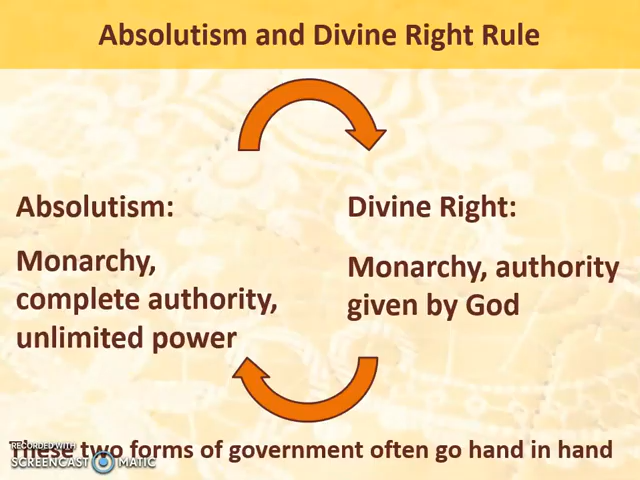 Absolutism and Divine Right Rule
Absolutism:
Monarchy,
complete authority,
unlimited power
Divine Right:
Monarchy, authority
given by God
These two forms of government often go hand in hand
RECORDED WITH
SCREENCAST MATIC